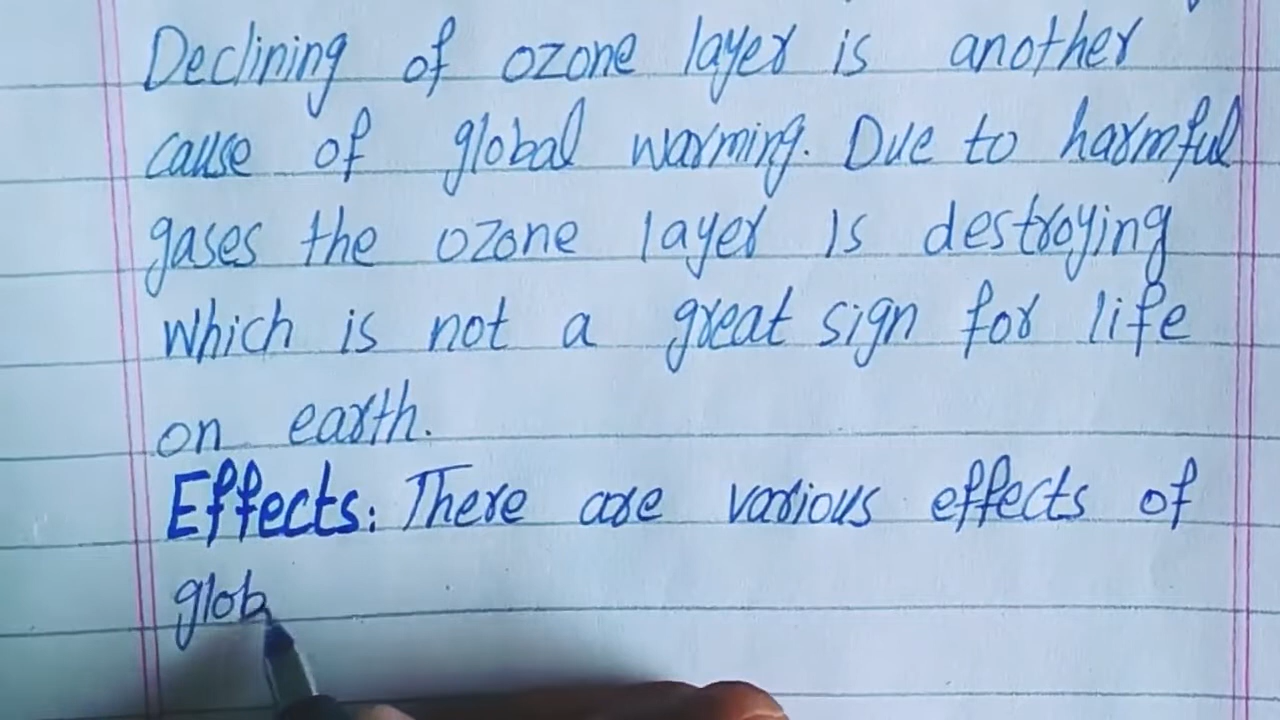 Declining of ozone layer is another
cause of global warming. Due to harmful
gases the ozone layer is destroying
which is not a great sign for life
on earth.
Effects: There are various effects of
glob